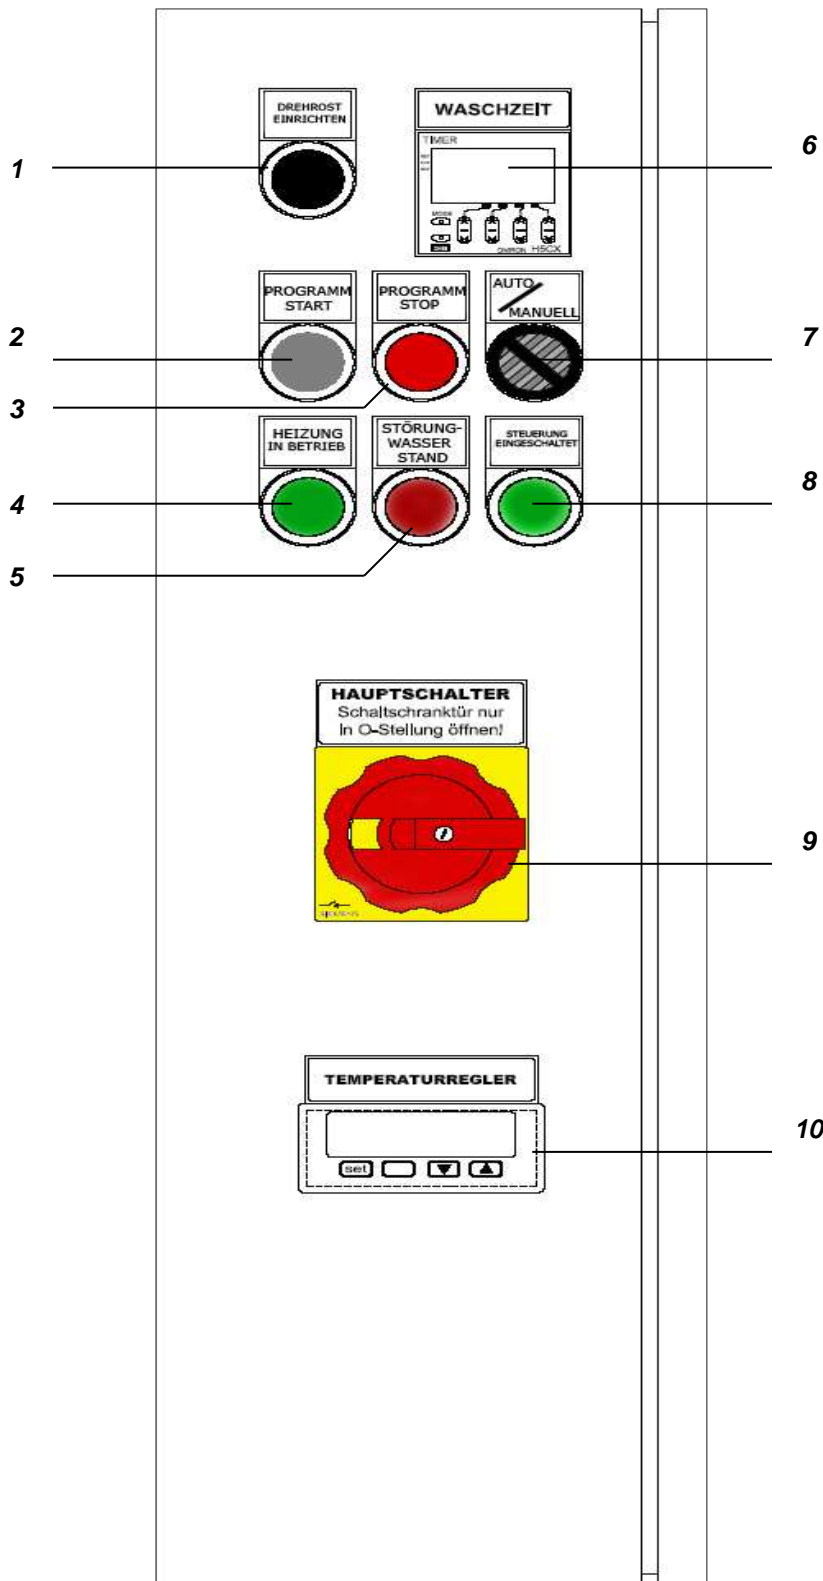 DREHROST
EINRICHTEN
1
WASCHZEIT
TIMER
MODE
OMRON H5CX
6
PROGRAMM
START
2
PROGRAMM
STOP
3
AUTO
MANUELL
7
HEIZUNG
IN BETRIEB
4
STÖRUNG-
WASSER
STAND
5
STEUERUNG
EINGESCHALTET
8
HAUPTSCHALTER
Schaltschranktür nur
In O-Stellung öffnen!
9
TEMPERATURREGLER
set
10